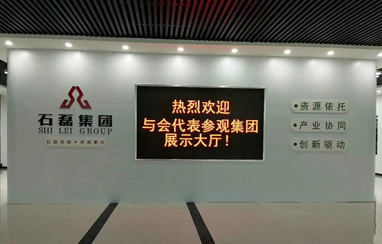 石磊集团
SHI LEI GROUP
热烈欢迎
与会代表参观集团
展示大厅！
资源依托
产业协同
创新驱动